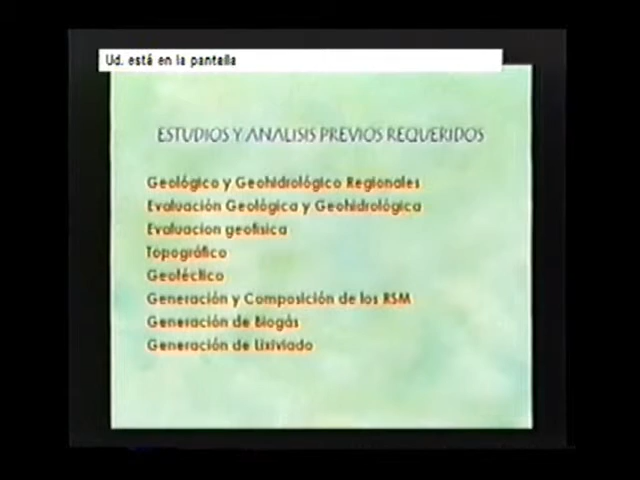 Ud. está en la pantalla
ESTUDIOS Y ANALISIS PREVIOS REQUERIDOS
Geológico y Geohidrológico Regionales
Evaluación Geológica y Geohidrológica
Evaluacion geofisica
Topográfico
Geotéctico
Generación y Composición de los RSM
Generación de Biogás
Generación de Lixiviado